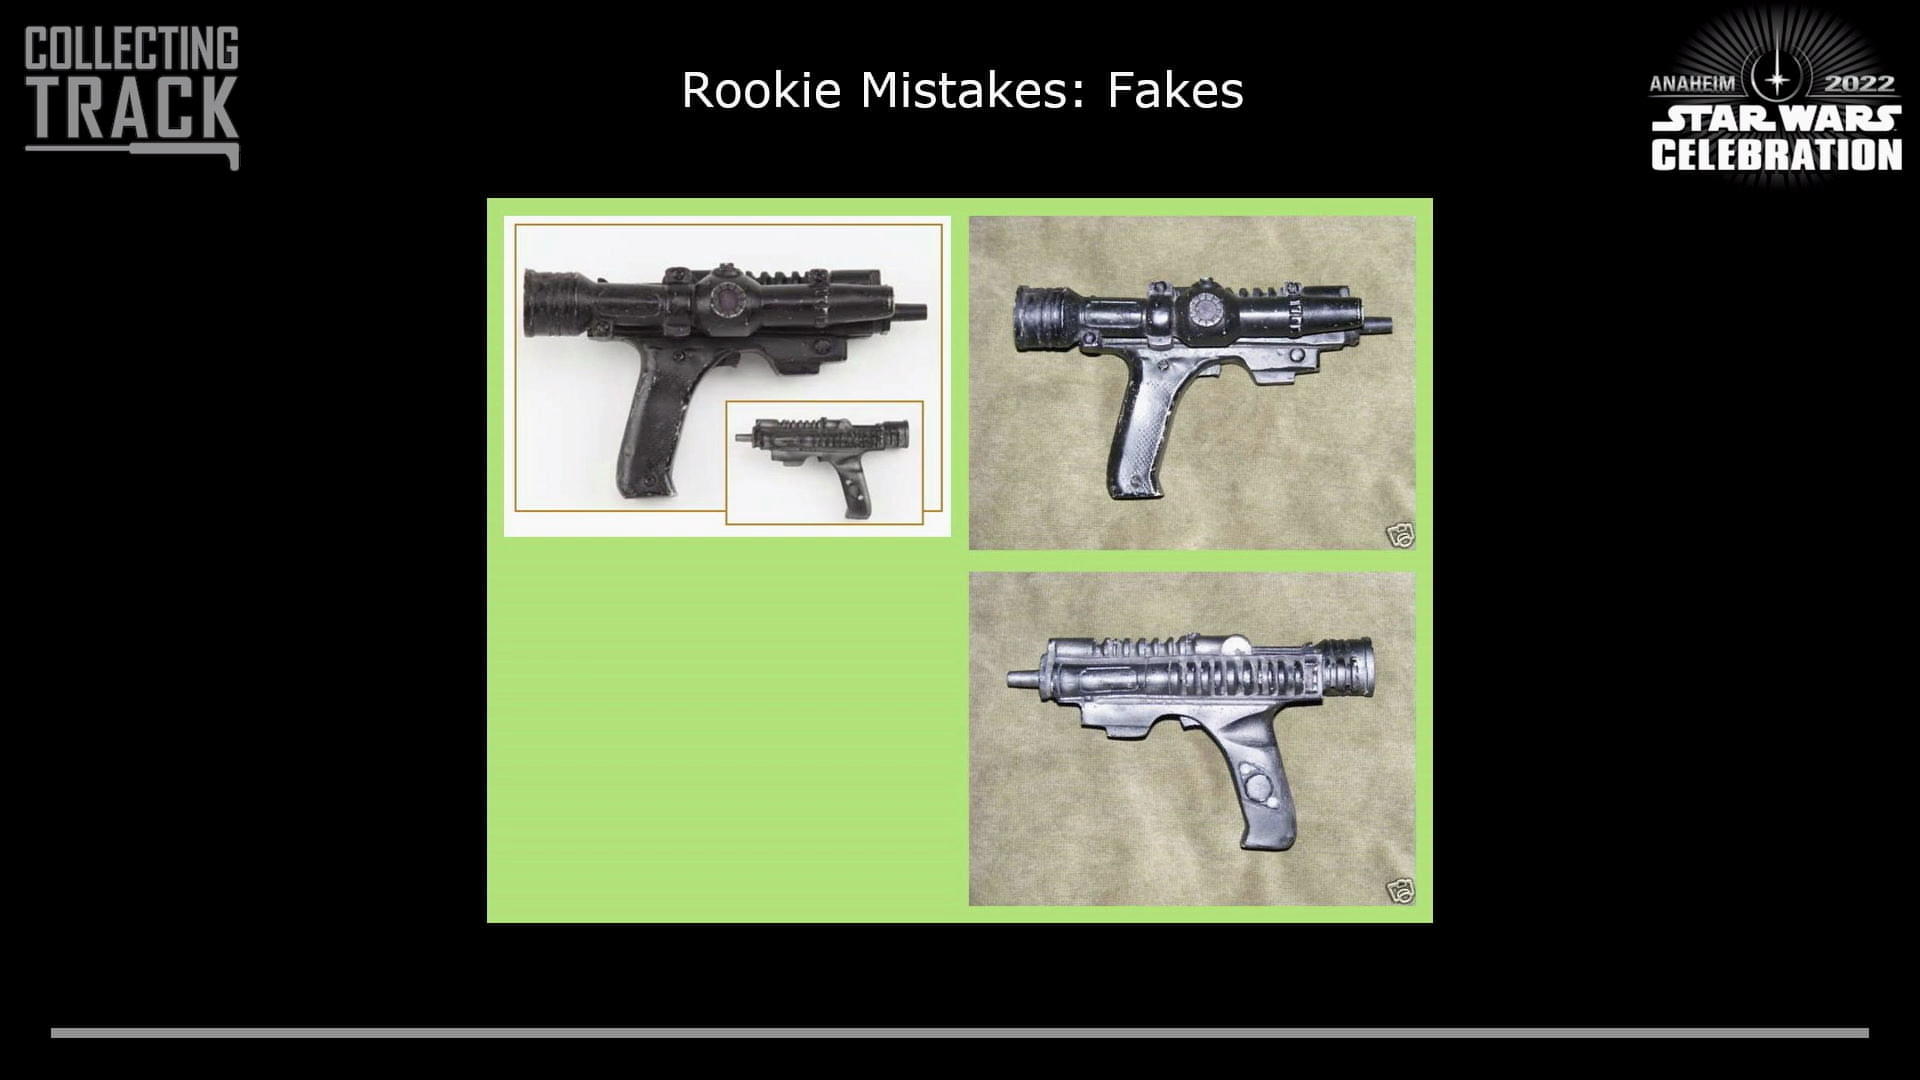 COLLECTING
TRACK
Rookie Mistakes: Fakes
ANAHEIM 2022
STAR WARS
CELEBRATION